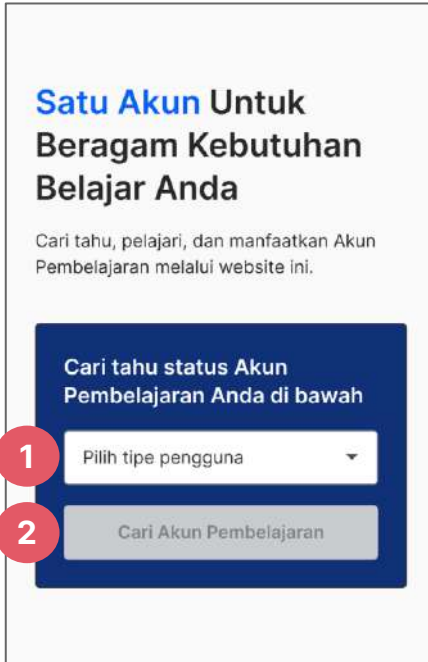 Satu Akun Untuk
Beragam Kebutuhan
Belajar Anda
Cari tahu, pelajari, dan manfaatkan Akun
Pembelajaran melalui website ini.
Cari tahu status Akun
Pembelajaran Anda di bawah
1
Pilih tipe pengguna
2
Cari Akun Pembelajaran